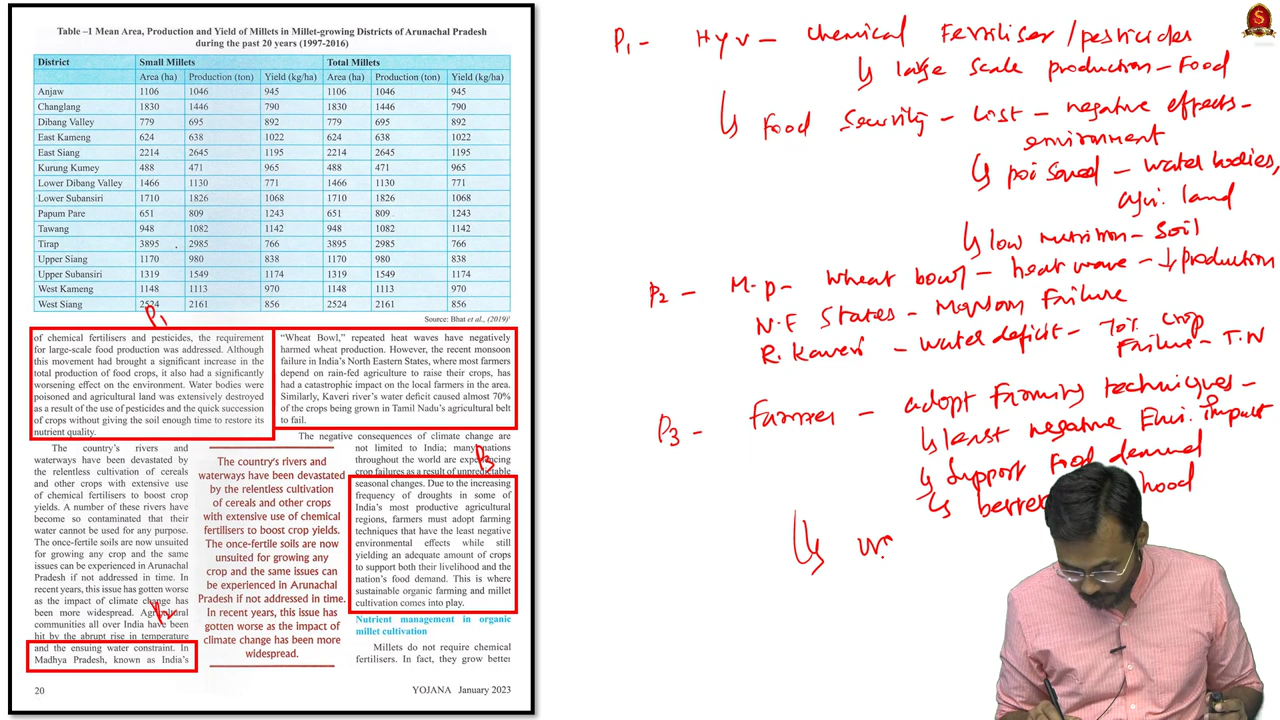 Table –1 Mean Area, Production and Yield of Millets in Millet-growing Districts of Arunachal Pradesh
during the past 20 years (1997-2016)
District Small Millets Total Millets
Area (ha) Production (ton) Yield (kg/ha) Area (ha) Production (ton) Yield (kg/ha)
Anjaw 1106 1046 945 1106 1046 945
Changlang 1830 1446 790 1830 1446 790
Dibang Valley 779 695 892 779 695 892
East Kameng 624 638 1022 624 638 1022
East Siang 2214 2645 1195 2214 2645 1195
Kurung Kumey 488 471 965 488 471 965
Lower Dibang Valley 1466 1130 771 1466 1130 771
Lower Subansiri 1710 1826 1068 1710 1826 1068
Papum Pare 651 809 1243 651 809 1243
Tawang 948 1082 1142 948 1082 1142
Tirap 3895 2985 766 3895 2985 766
Upper Siang 1170 980 838 1170 980 838
Upper Subansiri 1319 1549 1174 1319 1549 1174
West Kameng 1148 1113 970 1148 1113 970
West Siang 2524 2161 856 2524 2161 856
Source: Bhat et al., (2019)¹
P1
of chemical fertilisers and pesticides, the requirement
for large-scale food production was addressed. Although
this movement had brought a significant increase in the
total production of food crops, it also had a significantly
worsening effect on the environment. Water bodies were
poisoned and agricultural land was extensively destroyed
as a result of the use of pesticides and the quick succession
of crops without giving the soil enough time to restore its
nutrient quality.
The country's rivers and
waterways have been devastated
by the relentless cultivation of cereals
and other crops with extensive use
of chemical fertilisers to boost crop
yields. A number of these rivers have
become so contaminated that their
water cannot be used for any purpose.
The once-fertile soils are now unsuited
for growing any crop and the same
issues can be experienced in Arunachal
Pradesh if not addressed in time. In
recent years, this issue has gotten worse
as the impact of climate change has
been more widespread. Agricultural
communities all over India have been
hit by the abrupt rise in temperature
and the ensuing water constraint. In
Madhya Pradesh, known as India's
P2
The country's rivers and
waterways have been devastated
by the relentless cultivation
of cereals and other crops
with extensive use of chemical
fertilisers to boost crop yields.
The once-fertile soils are now
unsuited for growing any
crop and the same issues can
be experienced in Arunachal
Pradesh if not addressed in time.
In recent years, this issue has
gotten worse as the impact of
climate change has been more
widespread.
"Wheat Bowl," repeated heat waves have negatively
harmed wheat production. However, the recent monsoon
failure in India's North Eastern States, where most farmers
depend on rain-fed agriculture to raise their crops, has
had a catastrophic impact on the local farmers in the area.
Similarly, Kaveri river's water deficit caused almost 70%
of the crops being grown in Tamil Nadu's agricultural belt
to fail.
The negative consequences of climate change are
not limited to India; many nations
throughout the world are experiencing
crop failures as a result of unpredictable
seasonal changes. Due to the increasing
frequency of droughts in some of
India's most productive agricultural
regions, farmers must adopt farming
techniques that have the least negative
environmental effects while still
yielding an adequate amount of crops
to support both their livelihood and the
nation's food demand. This is where
sustainable organic farming and millet
cultivation comes into play.
P3
Nutrient management in organic
millet cultivation
Millets do not require chemical
fertilisers. In fact, they grow better
20 YOJANA January 2023
P1 – HYV – chemical Fertiliser/pesticides
↳ large scale production – Food
↳ Food Security – cost – negative effects –
environment
↳ poisoned – water bodies,
agri. land
↳ low nutrition – soil
P2 – M.P – wheat bowl – heat wave – ↓ production
N.E States – Monsoon Failure
R. Kaveri – water deficit – 70% crop
Failure – T.N
P3 – Farmer – adopt Farming techniques –
↳ least negative Envi. impact
↳ Support Food demand
↳ better hood
↳